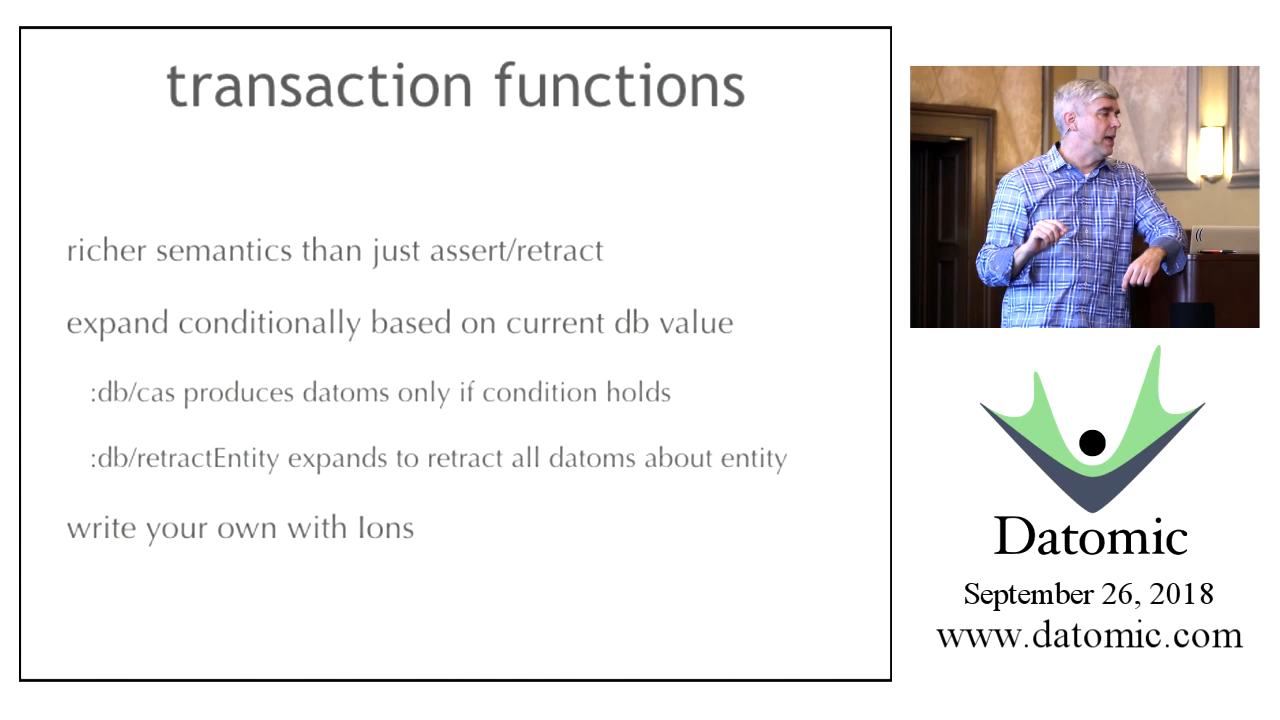 transaction functions
richer semantics than just assert/retract
expand conditionally based on current db value
:db/cas produces datoms only if condition holds
:db/retractEntity expands to retract all datoms about entity
write your own with Ions
Datomic
September 26, 2018
www.datomic.com